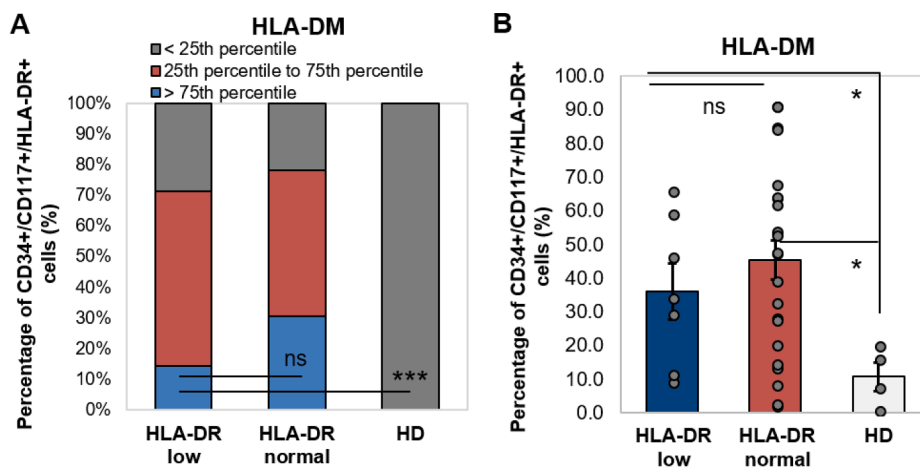 A
HLA-DM
< 25th percentile
25th percentile to 75th percentile
> 75th percentile
Percentage of CD34+/CD117+/HLA-DR+
cells (%)
100%
90%
80%
70%
60%
50%
40%
30%
20%
10%
0%
ns
***
HLA-DR
low
HLA-DR
normal
HD
B
HLA-DM
Percentage of CD34+/CD117+/HLA-DR+
cells (%)
100.0
90.0
80.0
70.0
60.0
50.0
40.0
30.0
20.0
10.0
0.0
ns
*
*
HLA-DR
low
HLA-DR
normal
HD